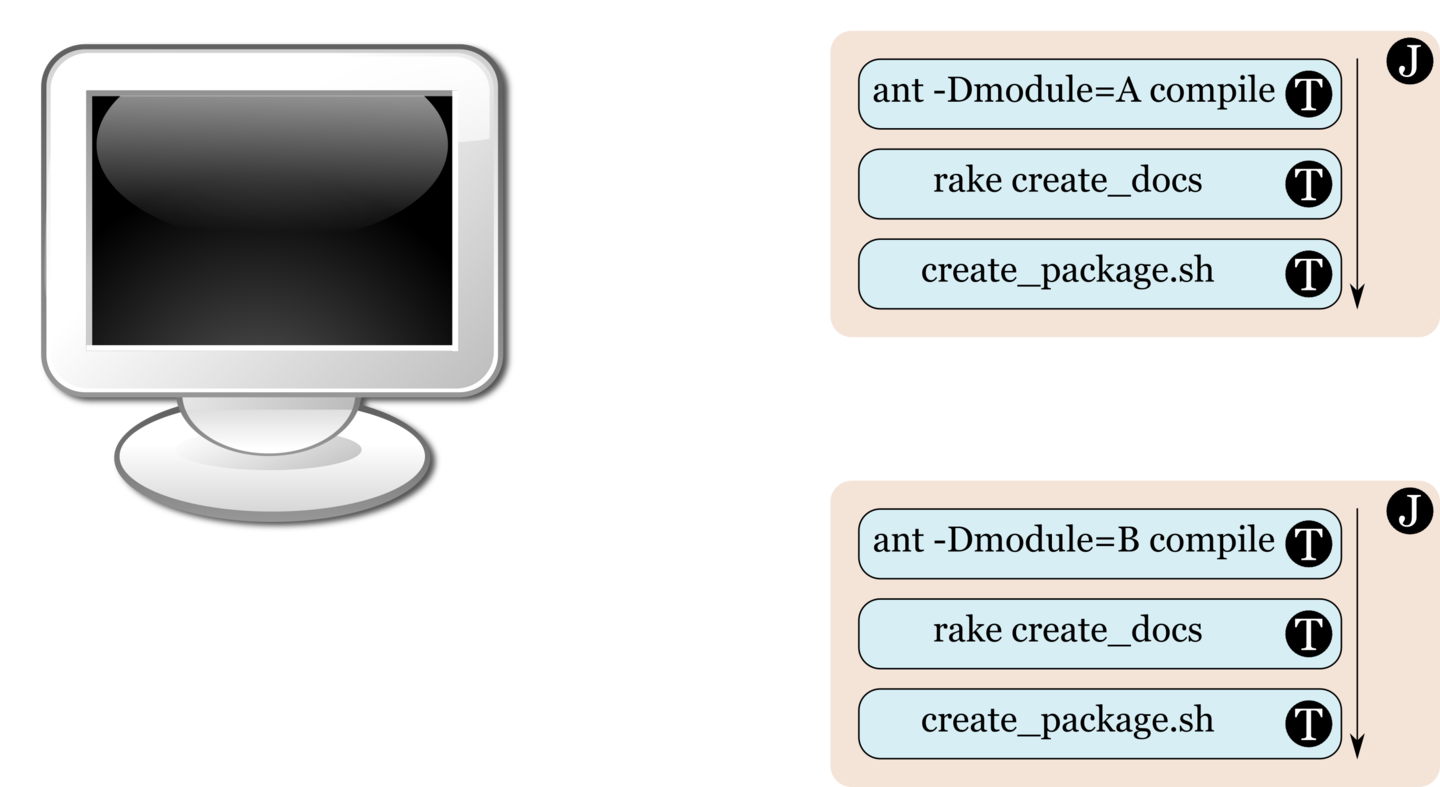 J
ant -Dmodule=A compile T
rake create_docs T
create_package.sh T
J
ant -Dmodule=B compile T
rake create_docs T
create_package.sh T